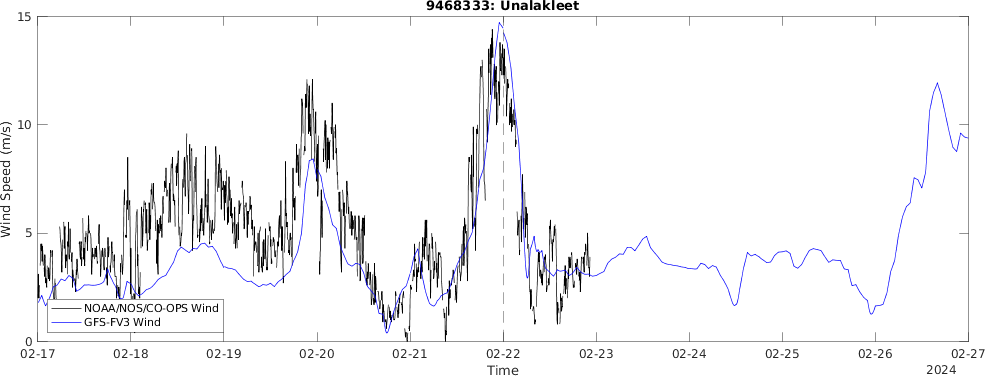 9468333: Unalakleet
Wind Speed (m/s)
15
10
5
0
NOAA/NOS/CO-OPS Wind
GFS-FV3 Wind
02-17 02-18 02-19 02-20 02-21 02-22 02-23 02-24 02-25 02-26 02-27
Time
2024